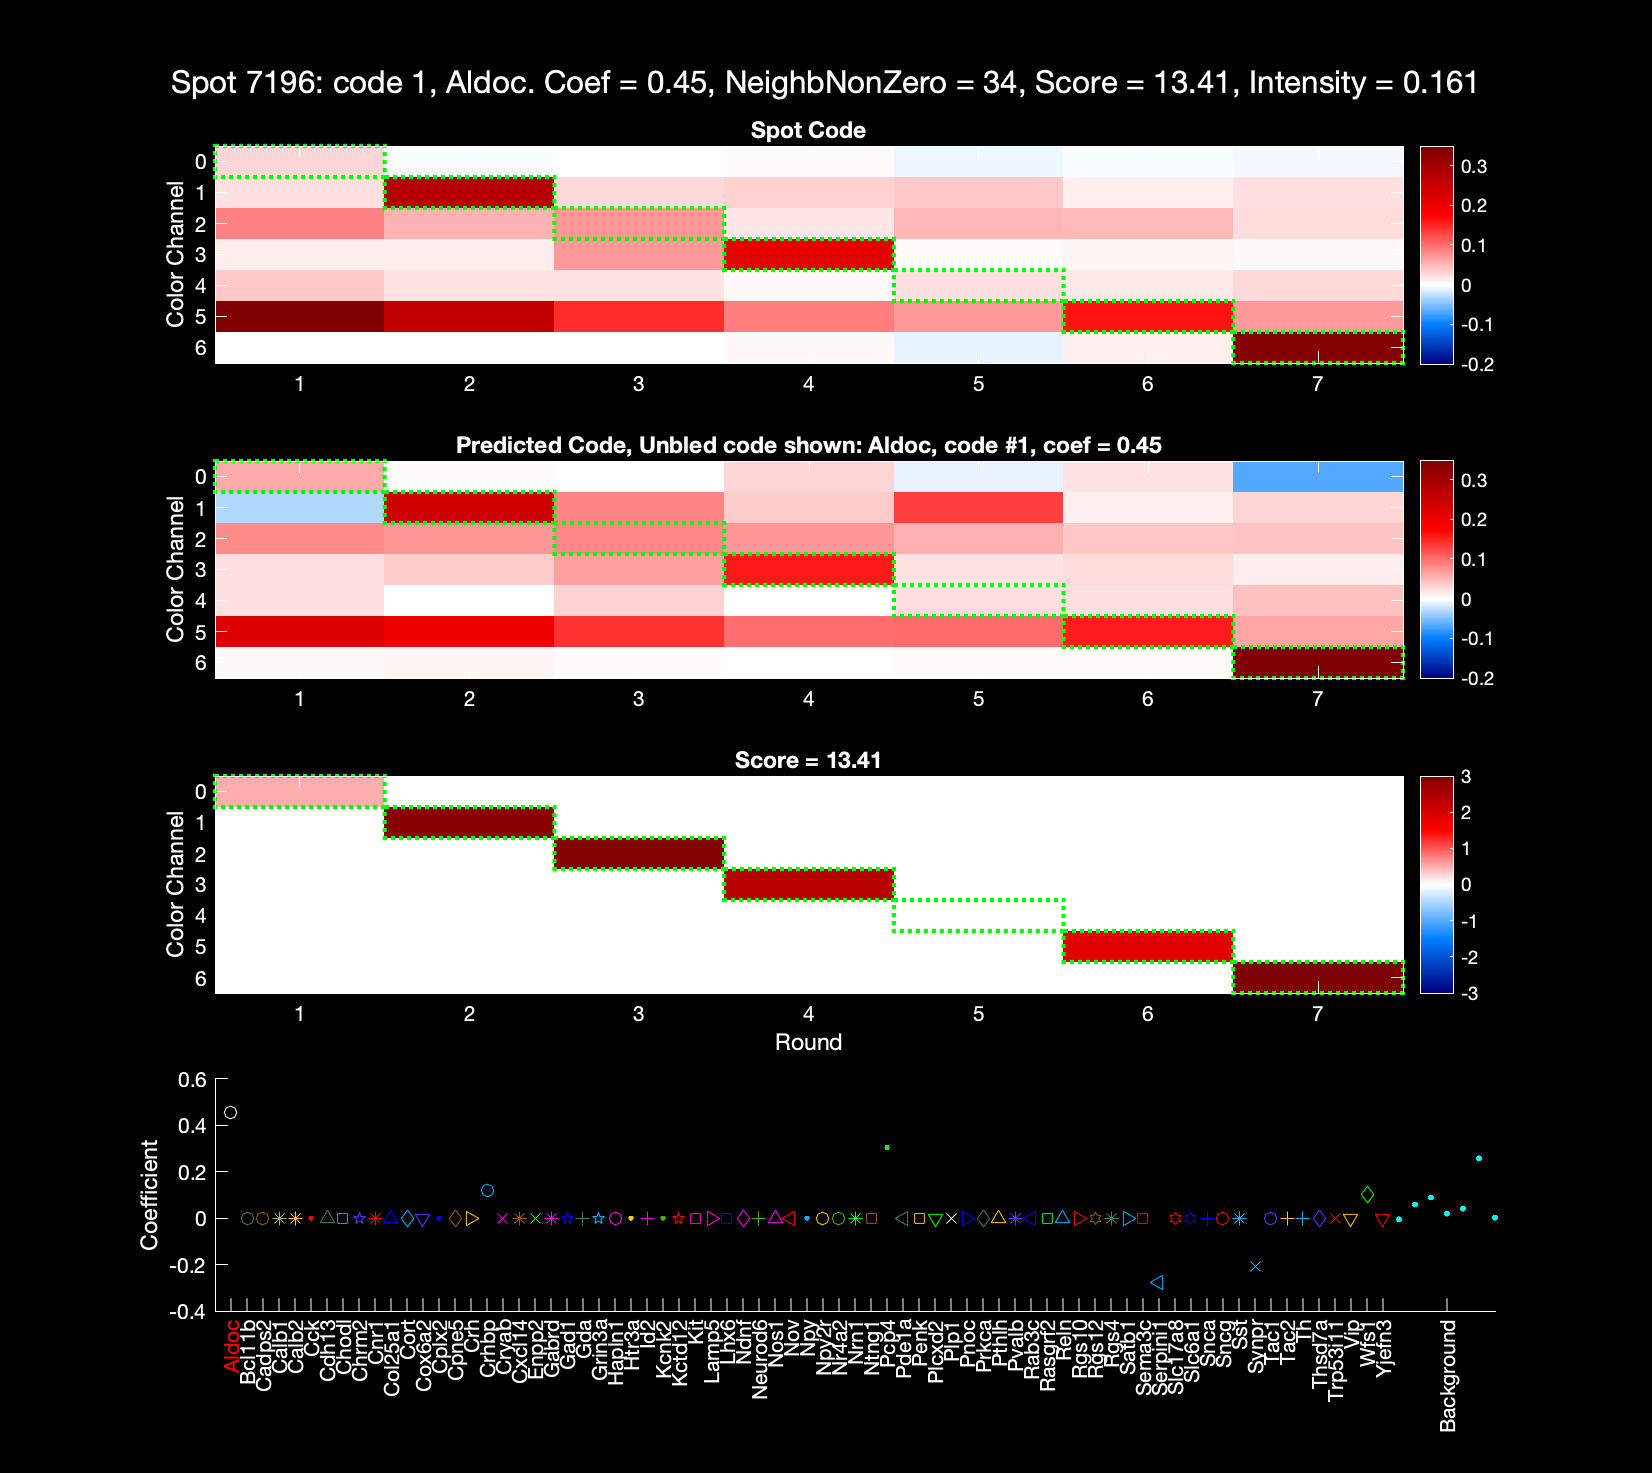 Spot 7196: code 1, Aldoc. Coef = 0.45, NeighbNonZero = 34, Score = 13.41, Intensity = 0.161
Spot Code
Color Channel
0
1
2
3
4
5
6
1 2 3 4 5 6 7
0.3
0.2
0.1
0
-0.1
-0.2
Predicted Code, Unbled code shown: Aldoc, code #1, coef = 0.45
Color Channel
0
1
2
3
4
5
6
1 2 3 4 5 6 7
0.3
0.2
0.1
0
-0.1
-0.2
Score = 13.41
Color Channel
0
1
2
3
4
5
6
1 2 3 4 5 6 7
Round
3
2
1
0
-1
-2
-3
Coefficient
0.6
0.4
0.2
0
-0.2
-0.4
Aldoc
Bcl11b
Cadps2
Calb1
Calb2
Cck
Cdh13
Chodl
Chrm2
Cnr1
Col25a1
Cort
Cox6a2
Cplx2
Cpne5
Crh
Crhbp
Cryab
Cxcl14
Enpp2
Gabrd
Gad1
Gda
Grin3a
Hapln1
Htr3a
Id2
Kcnk2
Kctd12
Kit
Lamp5
Lhx6
Ndnf
Neurod6
Nos1
Nov
Npy
Npy2r
Nr4a2
Nrn1
Ntng1
Pcp4
Pde1a
Penk
Plcxd2
Plp1
Pnoc
Prkca
Pthlh
Pvalb
Rab3c
Rasgrf2
Reln
Rgs10
Rgs12
Rgs4
Satb1
Sema3c
Serpini1
Slc17a8
Slc6a1
Snca
Sncg
Sst
Synpr
Tac1
Tac2
Th
Thsd7a
Trp53i11
Vip
Wfs1
Yjefn3
Background